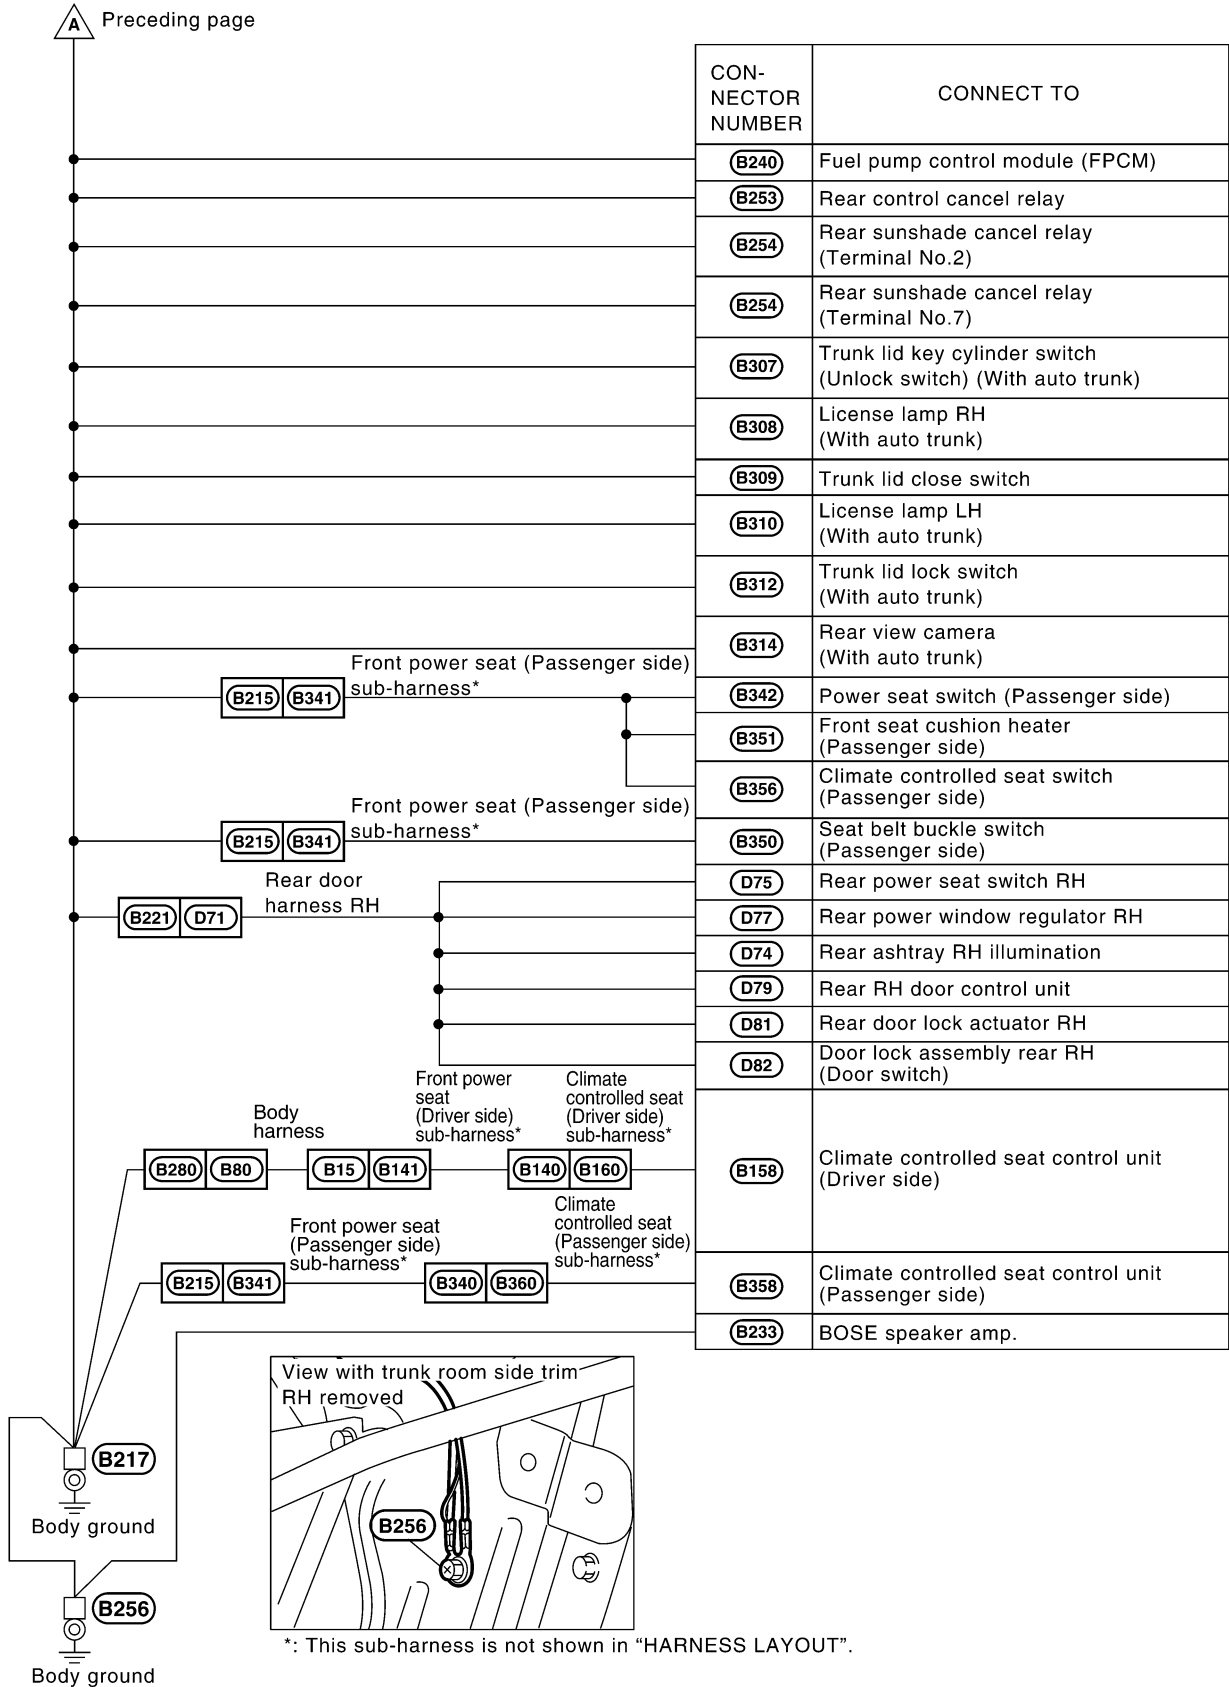 A Preceding page
CON-
NECTOR
NUMBER
CONNECT TO
B240 Fuel pump control module (FPCM)
B253 Rear control cancel relay
B254 Rear sunshade cancel relay
(Terminal No.2)
B254 Rear sunshade cancel relay
(Terminal No.7)
B307 Trunk lid key cylinder switch
(Unlock switch) (With auto trunk)
B308 License lamp RH
(With auto trunk)
B309 Trunk lid close switch
B310 License lamp LH
(With auto trunk)
B312 Trunk lid lock switch
(With auto trunk)
B314 Rear view camera
(With auto trunk)
Front power seat (Passenger side)
sub-harness*
B215 B341
B342 Power seat switch (Passenger side)
B351 Front seat cushion heater
(Passenger side)
B356 Climate controlled seat switch
(Passenger side)
Front power seat (Passenger side)
sub-harness*
B215 B341
B350 Seat belt buckle switch
(Passenger side)
Rear door
harness RH
B221 D71
D75 Rear power seat switch RH
D77 Rear power window regulator RH
D74 Rear ashtray RH illumination
D79 Rear RH door control unit
D81 Rear door lock actuator RH
D82 Door lock assembly rear RH
(Door switch)
Body
harness
Front power
seat
(Driver side)
sub-harness*
Climate
controlled seat
(Driver side)
sub-harness*
B280 B80 B15 B141 B140 B160
B158 Climate controlled seat control unit
(Driver side)
Front power seat
(Passenger side)
sub-harness*
Climate
controlled seat
(Passenger side)
sub-harness*
B215 B341 B340 B360
B358 Climate controlled seat control unit
(Passenger side)
B233 BOSE speaker amp.
View with trunk room side trim
RH removed
B256
B217
Body ground
B256
Body ground
*: This sub-harness is not shown in “HARNESS LAYOUT”.